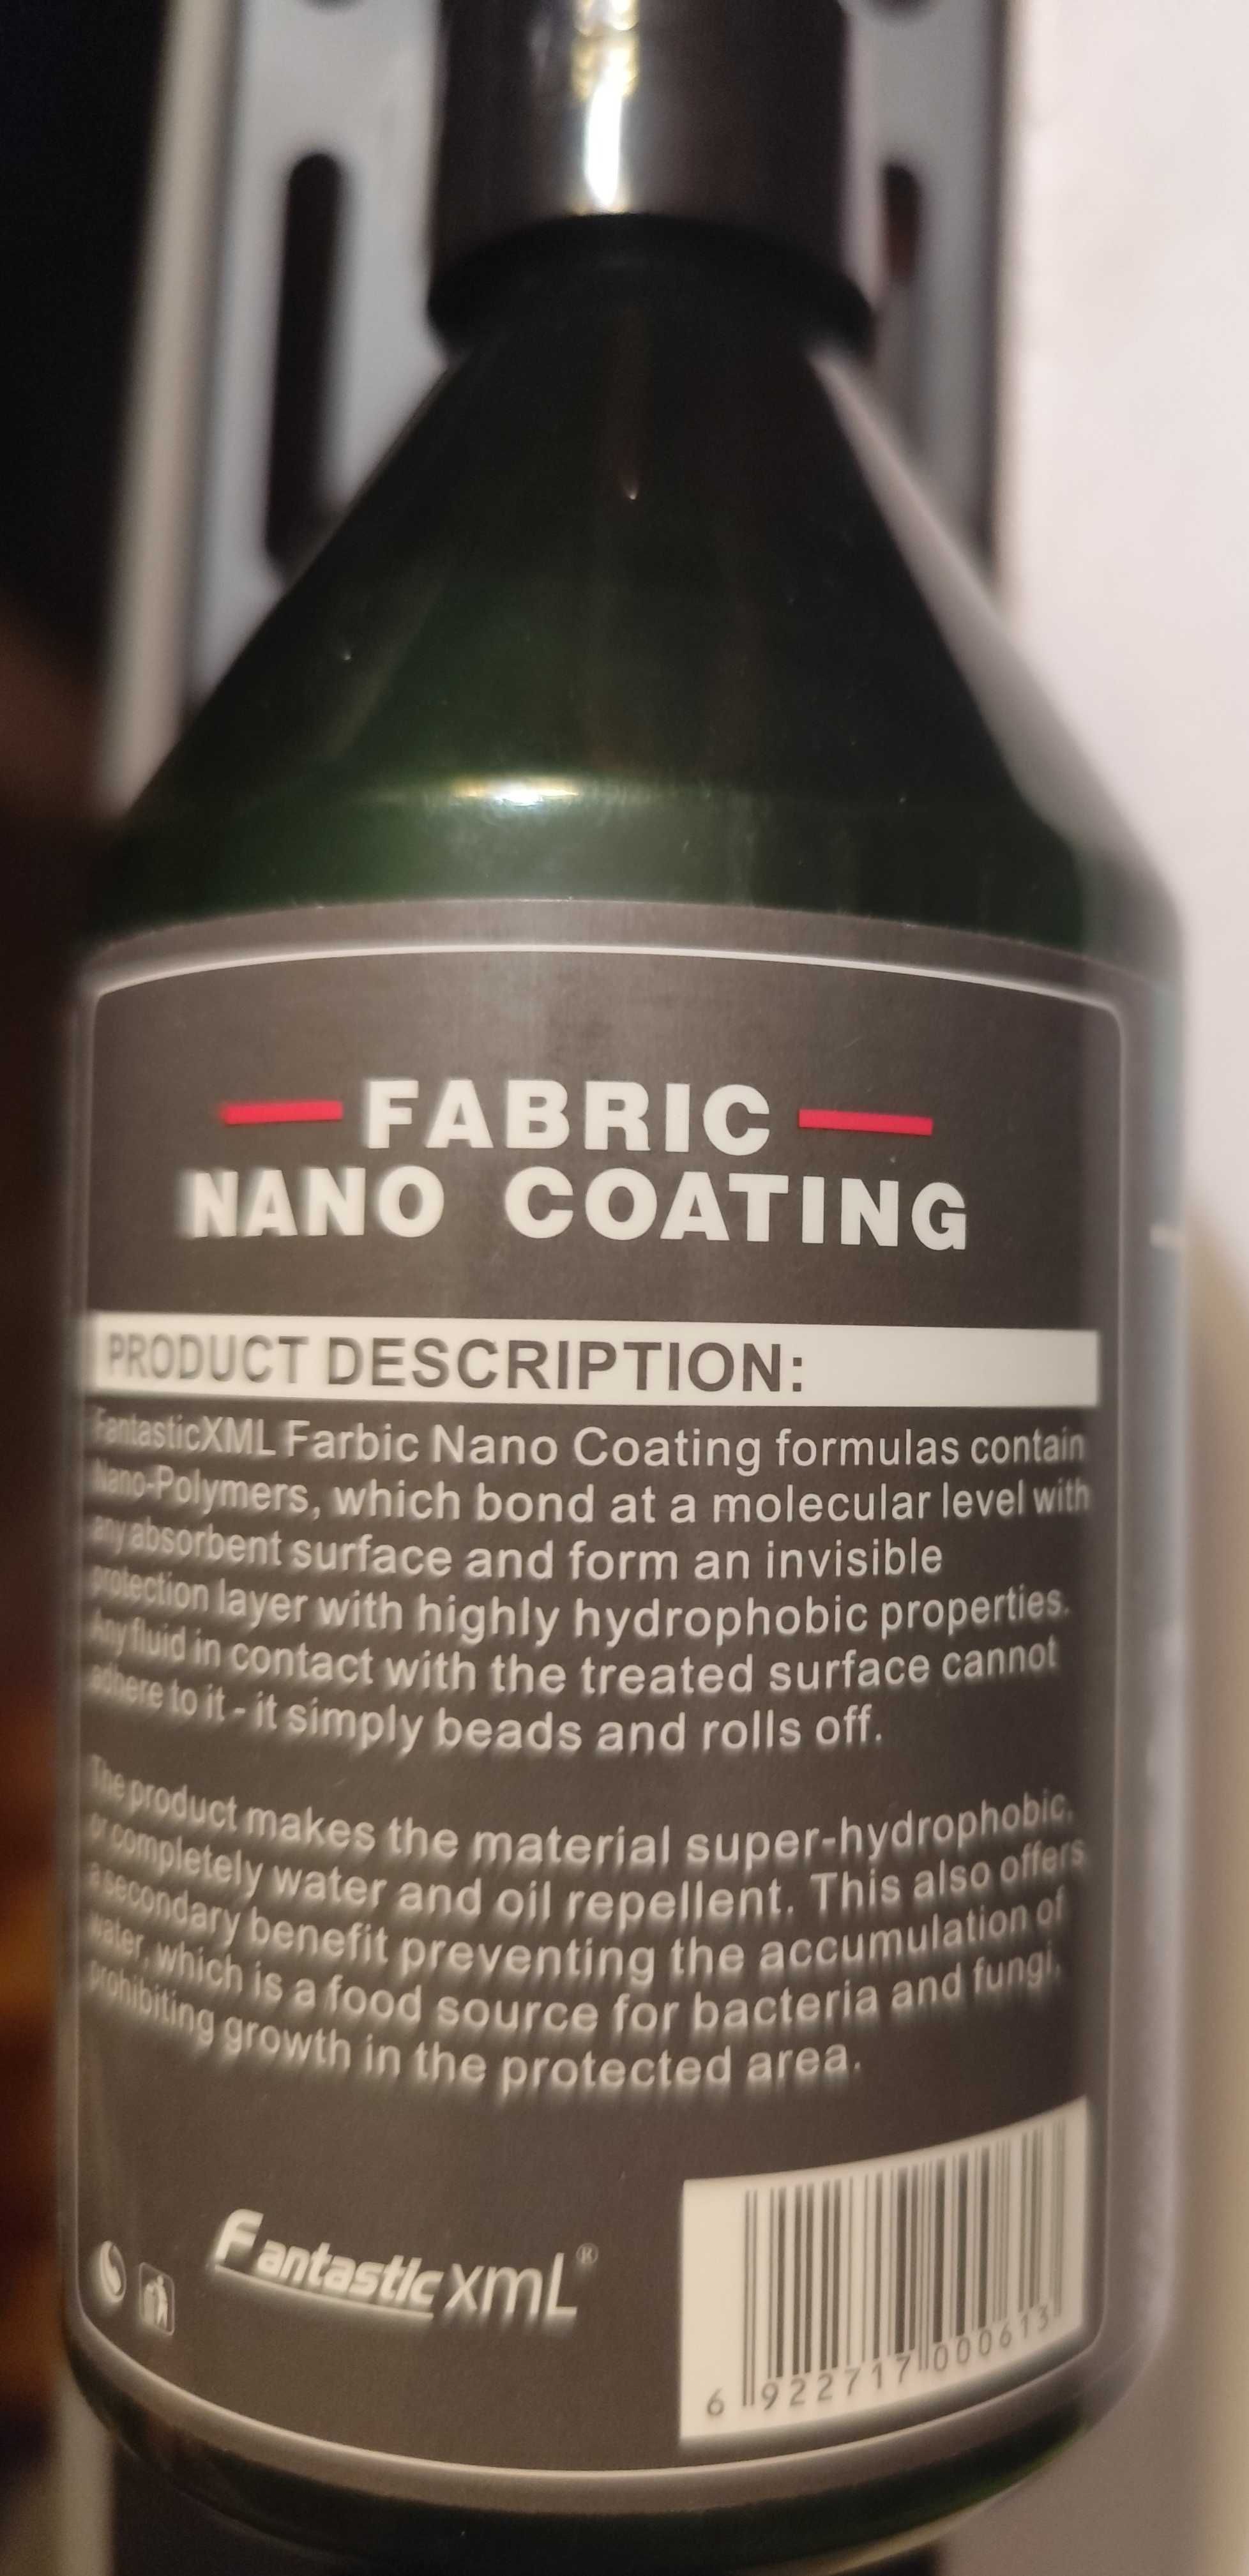 FABRIC
NANO COATING
PRODUCT DESCRIPTION:
FantasticXML Farbic Nano Coating formulas contain
Nano-Polymers, which bond at a molecular level with
any absorbent surface and form an invisible
protection layer with highly hydrophobic properties.
Any fluid in contact with the treated surface cannot
adhere to it - it simply beads and rolls off.
The product makes the material super-hydrophobic,
or completely water and oil repellent. This also offers
a secondary benefit preventing the accumulation of
water, which is a food source for bacteria and fungi,
prohibiting growth in the protected area.
Fantastic xmL®
6 922717 000613